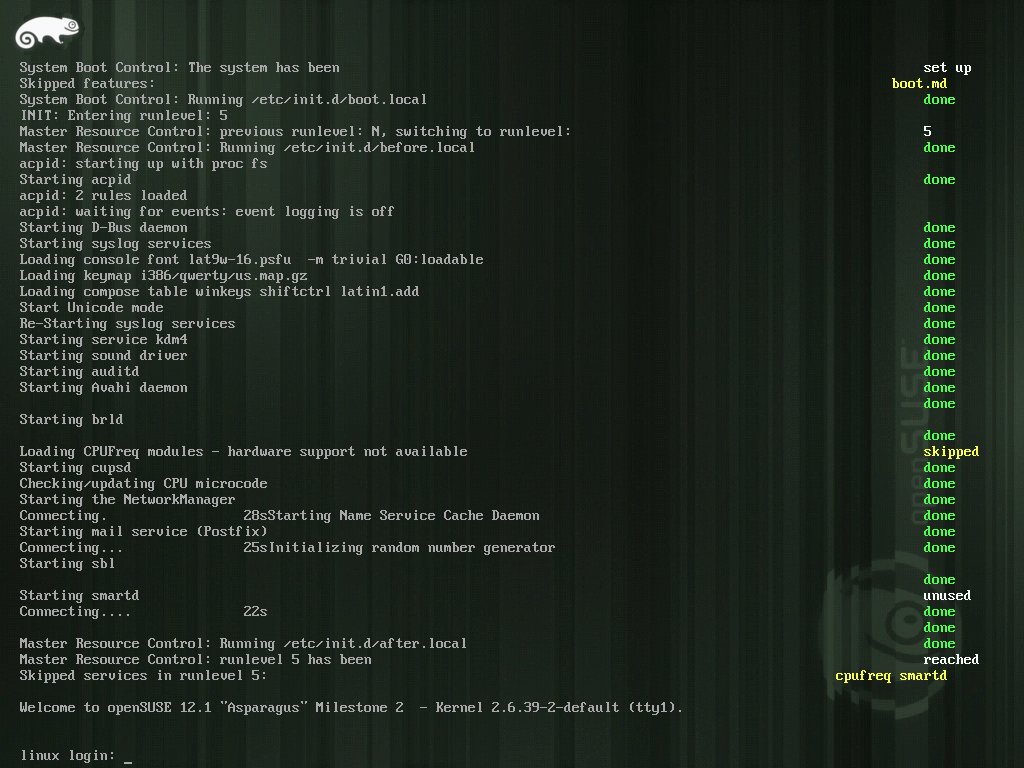 System Boot Control: The system has been set up
Skipped features: boot.md
System Boot Control: Running /etc/init.d/boot.local done
INIT: Entering runlevel: 5
Master Resource Control: previous runlevel: N, switching to runlevel: 5
Master Resource Control: Running /etc/init.d/before.local done
acpid: starting up with proc fs
Starting acpid done
acpid: 2 rules loaded
acpid: waiting for events: event logging is off
Starting D-Bus daemon done
Starting syslog services done
Loading console font lat9w-16.psfu  -m trivial G0:loadable done
Loading keymap i386/qwerty/us.map.gz done
Loading compose table winkeys shiftctrl latin1.add done
Start Unicode mode done
Re-Starting syslog services done
Starting service kdm4 done
Starting sound driver done
Starting auditd done
Starting Avahi daemon done
done
Starting brld
done
Loading CPUFreq modules - hardware support not available skipped
Starting cupsd done
Checking/updating CPU microcode done
Starting the NetworkManager done
Connecting. 28sStarting Name Service Cache Daemon done
Starting mail service (Postfix) done
Connecting... 25sInitializing random number generator done
Starting sbl
done
Starting smartd unused
Connecting.... 22s done
done
Master Resource Control: Running /etc/init.d/after.local done
Master Resource Control: runlevel 5 has been reached
Skipped services in runlevel 5: cpufreq smartd
Welcome to openSUSE 12.1 "Asparagus" Milestone 2  - Kernel 2.6.39-2-default (tty1).
linux login: _
openSUSE